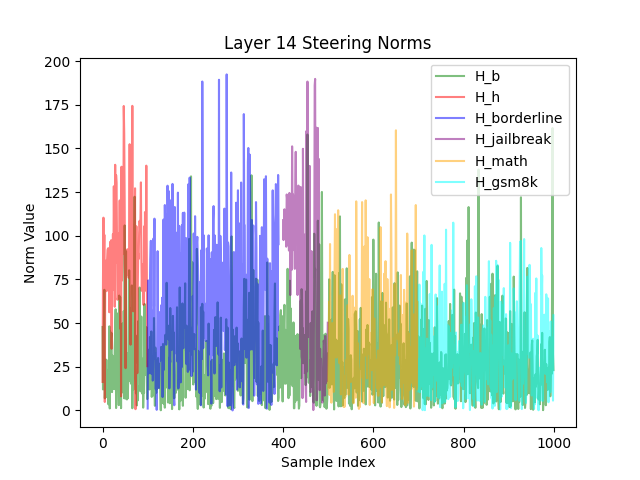 Layer 14 Steering Norms
200
175
150
125
100
75
50
25
0
Norm Value
0
200
400
600
800
1000
Sample Index
H_b
H_h
H_borderline
H_jailbreak
H_math
H_gsm8k